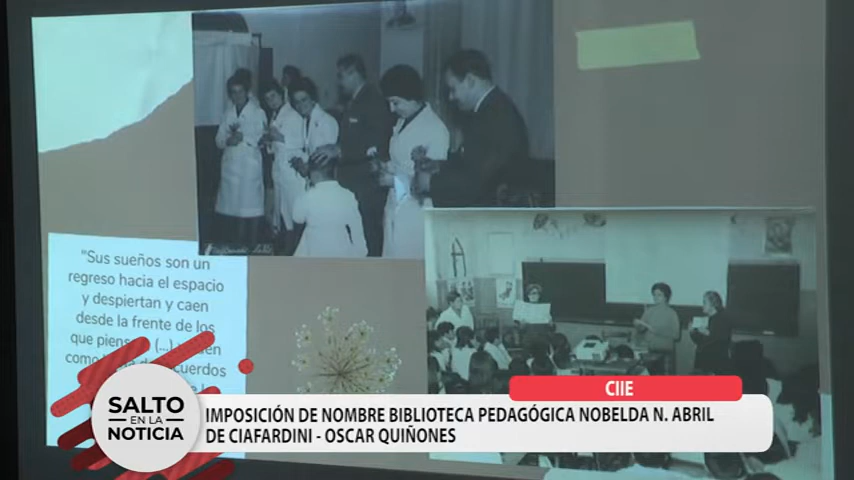 "Sus sueños son un
regreso hacia el espacio
y despiertan y caen
desde la frente de los
que (...)
como
CIIE
SALTO
EN LA
NOTICIA
IMPOSICIÓN DE NOMBRE BIBLIOTECA PEDAGÓGICA NOBELDA N. ABRIL
DE CIAFARDINI - OSCAR QUIÑONES